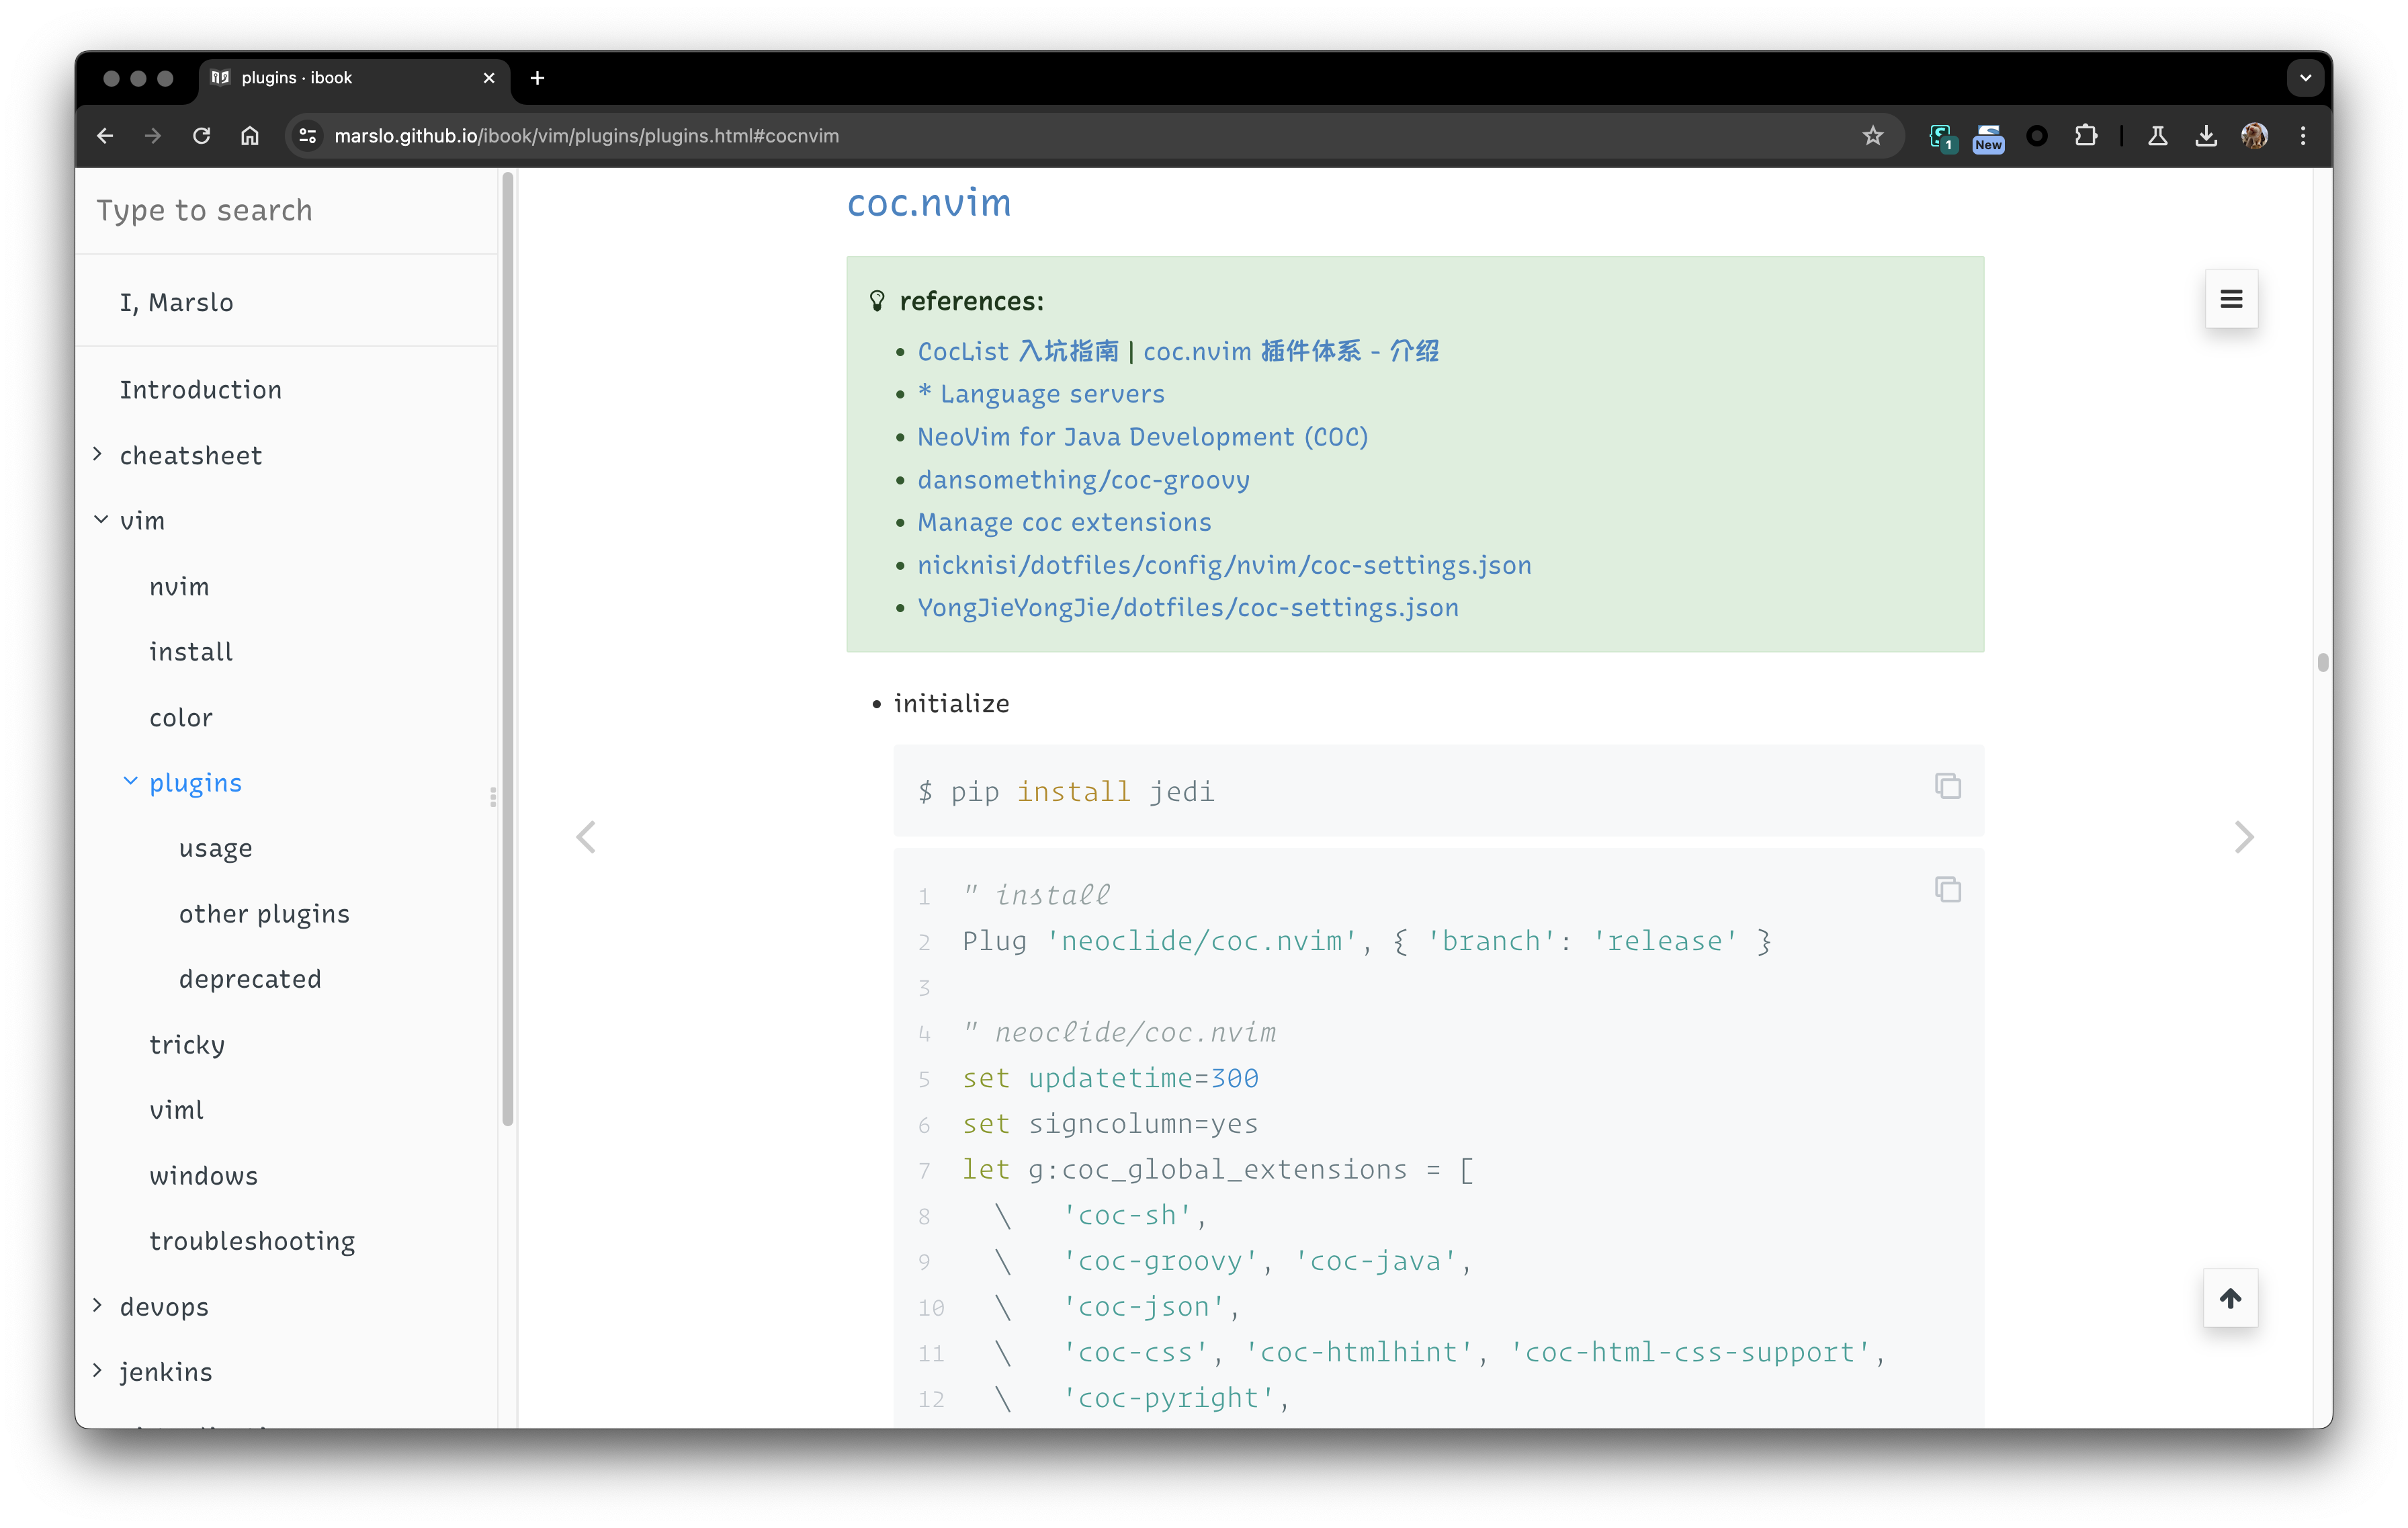 plugins · ibook
marslo.github.io/ibook/vim/plugins/plugins.html#cocnvim
1
New
Type to search
I, Marslo
Introduction
cheatsheet
vim
nvim
install
color
plugins
usage
other plugins
deprecated
tricky
viml
windows
troubleshooting
devops
jenkins
coc.nvim
references:
• CocList 入坑指南 | coc.nvim 插件体系 - 介绍
• * Language servers
• NeoVim for Java Development (COC)
• dansomething/coc-groovy
• Manage coc extensions
• nicknisi/dotfiles/config/nvim/coc-settings.json
• YongJieYongJie/dotfiles/coc-settings.json
• initialize
$ pip install jedi
1 " install
2 Plug 'neoclide/coc.nvim', { 'branch': 'release' }
3
4 " neoclide/coc.nvim
5 set updatetime=300
6 set signcolumn=yes
7 let g:coc_global_extensions = [
8 \ 'coc-sh',
9 \ 'coc-groovy', 'coc-java',
10 \ 'coc-json',
11 \ 'coc-css', 'coc-htmlhint', 'coc-html-css-support',
12 \ 'coc-pyright',